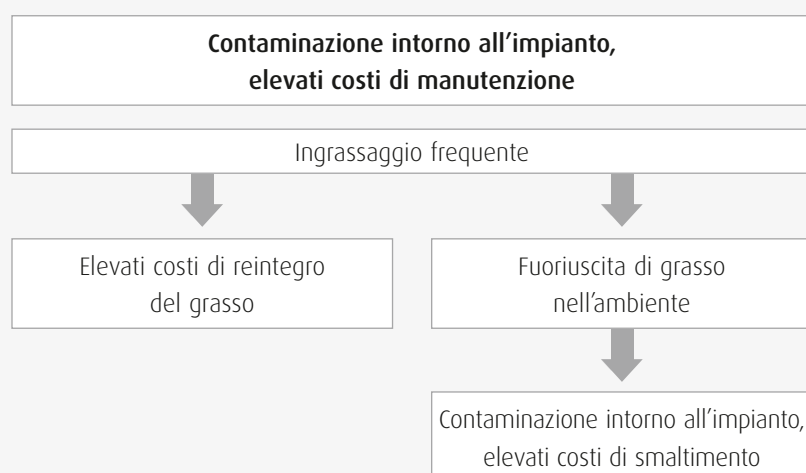 Contaminazione intorno all’impianto,
elevati costi di manutenzione
Ingrassaggio frequente
Elevati costi di reintegro
del grasso
Fuoriuscita di grasso
nell’ambiente
Contaminazione intorno all’impianto,
elevati costi di smaltimento